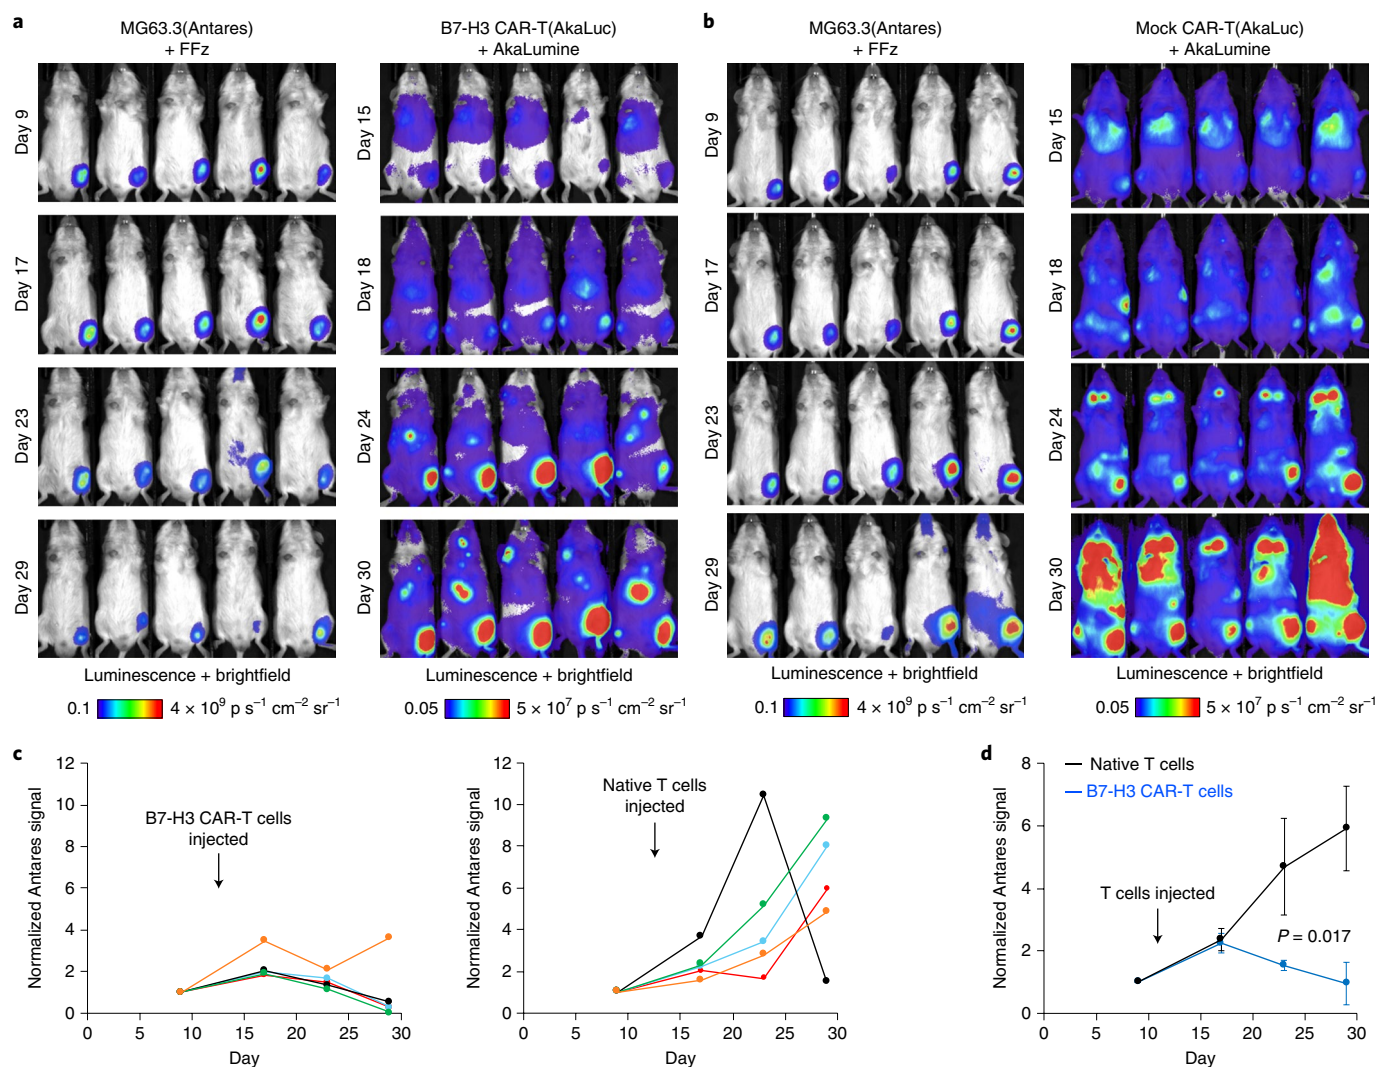 a
MG63.3(Antares)
+ FFz
B7-H3 CAR-T(AkaLuc)
+ AkaLumine
Day 9
Day 17
Day 23
Day 29
Day 15
Day 18
Day 24
Day 30
Luminescence + brightfield
0.1
4 × 10⁹ p s⁻¹ cm⁻² sr⁻¹
Luminescence + brightfield
0.05
5 × 10⁷ p s⁻¹ cm⁻² sr⁻¹
b
MG63.3(Antares)
+ FFz
Mock CAR-T(AkaLuc)
+ AkaLumine
Day 9
Day 17
Day 23
Day 29
Day 15
Day 18
Day 24
Day 30
Luminescence + brightfield
0.1
4 × 10⁹ p s⁻¹ cm⁻² sr⁻¹
Luminescence + brightfield
0.05
5 × 10⁷ p s⁻¹ cm⁻² sr⁻¹
c
Normalized Antares signal
12
10
8
6
4
2
0
B7-H3 CAR-T cells
injected
0 5 10 15 20 25 30
Day
Normalized Antares signal
12
10
8
6
4
2
0
Native T cells
injected
0 5 10 15 20 25 30
Day
d
Normalized Antares signal
8
6
4
2
0
Native T cells
B7-H3 CAR-T cells
T cells injected
P = 0.017
0 5 10 15 20 25 30
Day